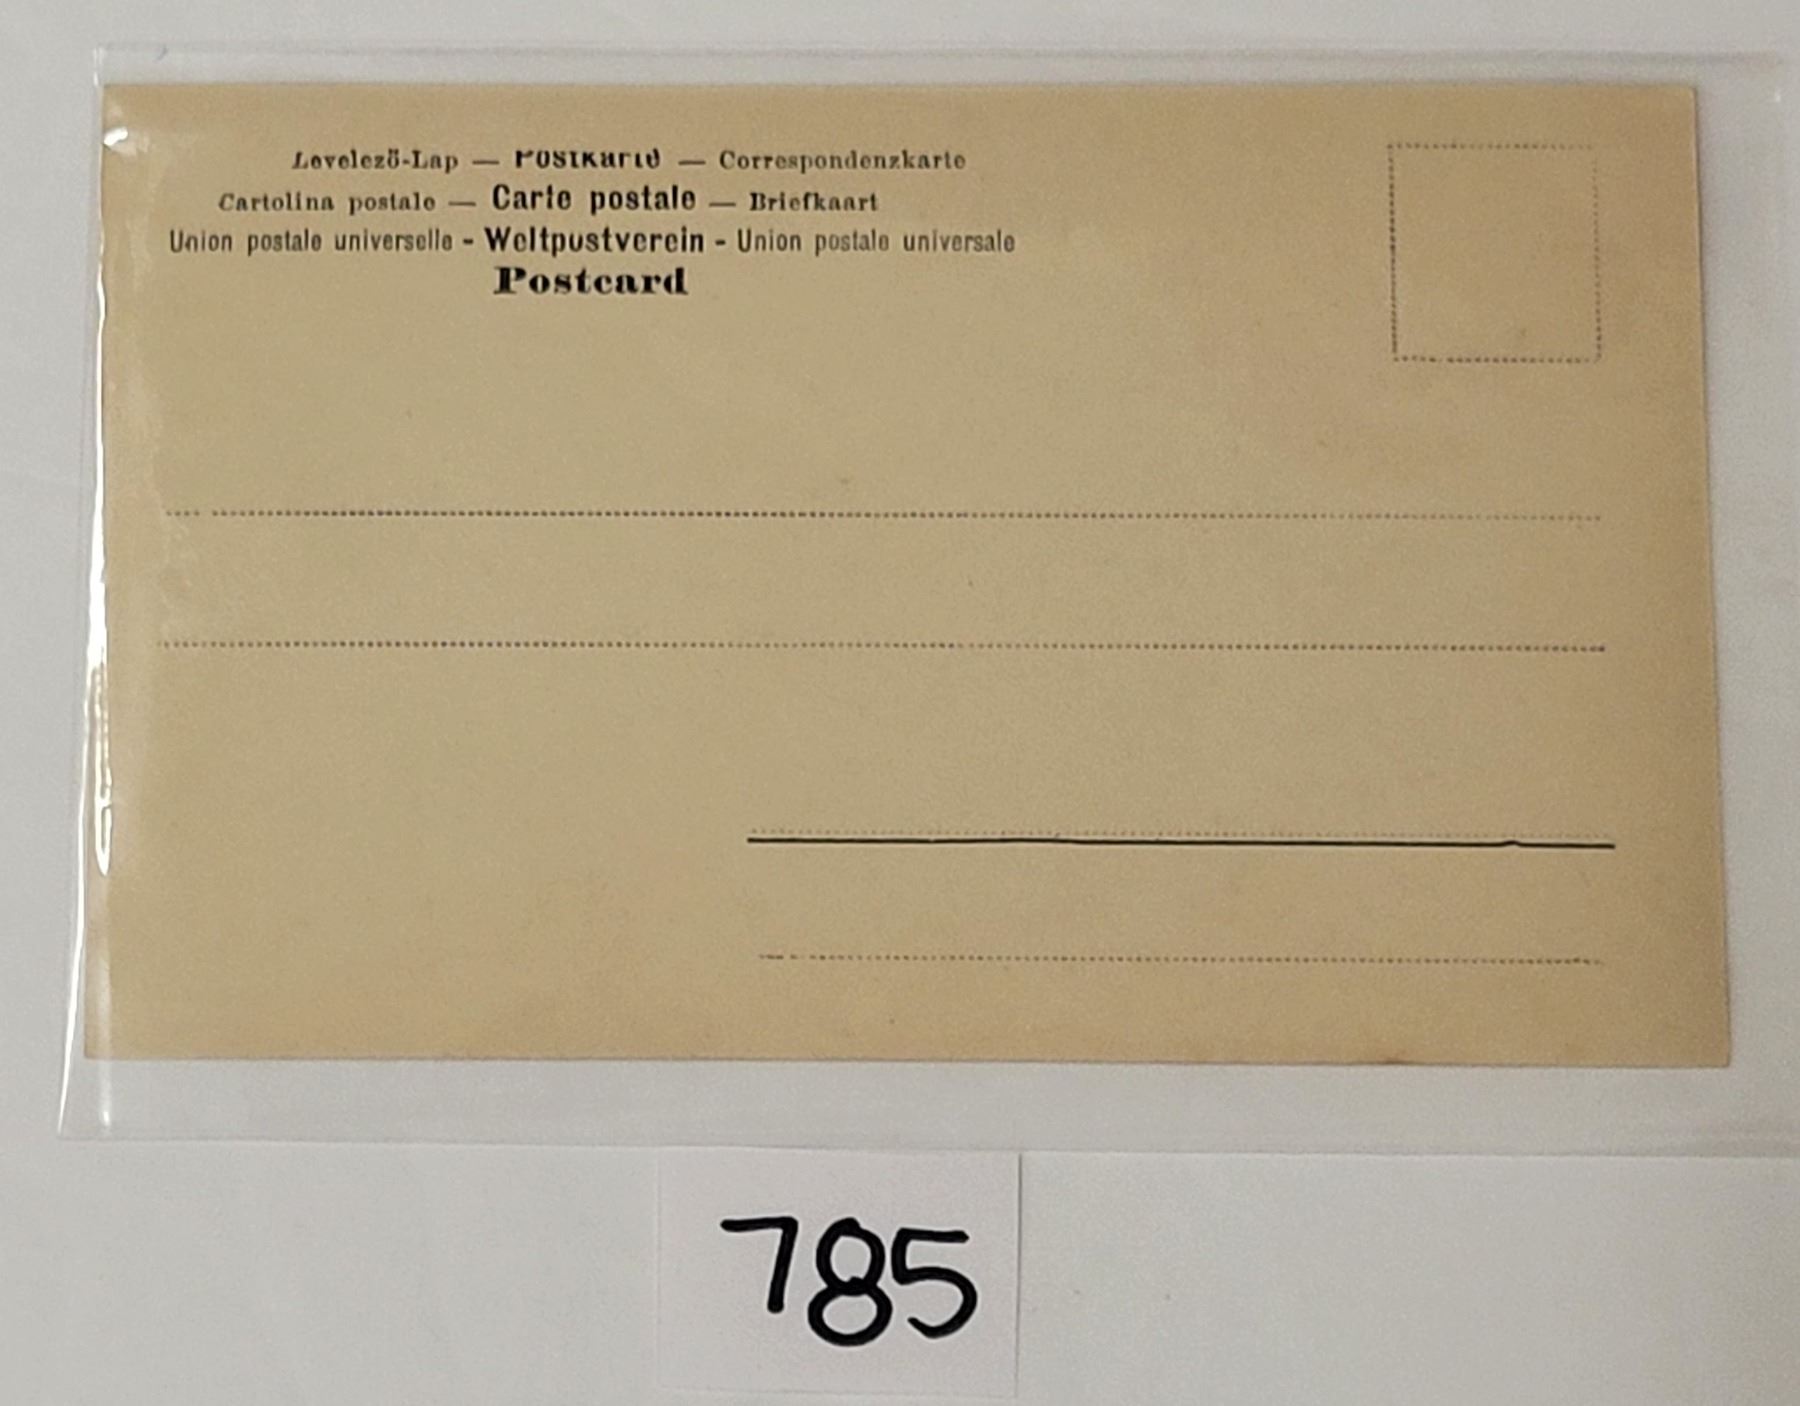 Levelező-Lap — Postkarte — Correspondenzkarte
Cartolina postale — Carte postale — Briefkaart
Union postale universelle - Weltpostverein - Union postale universale
Postcard
785